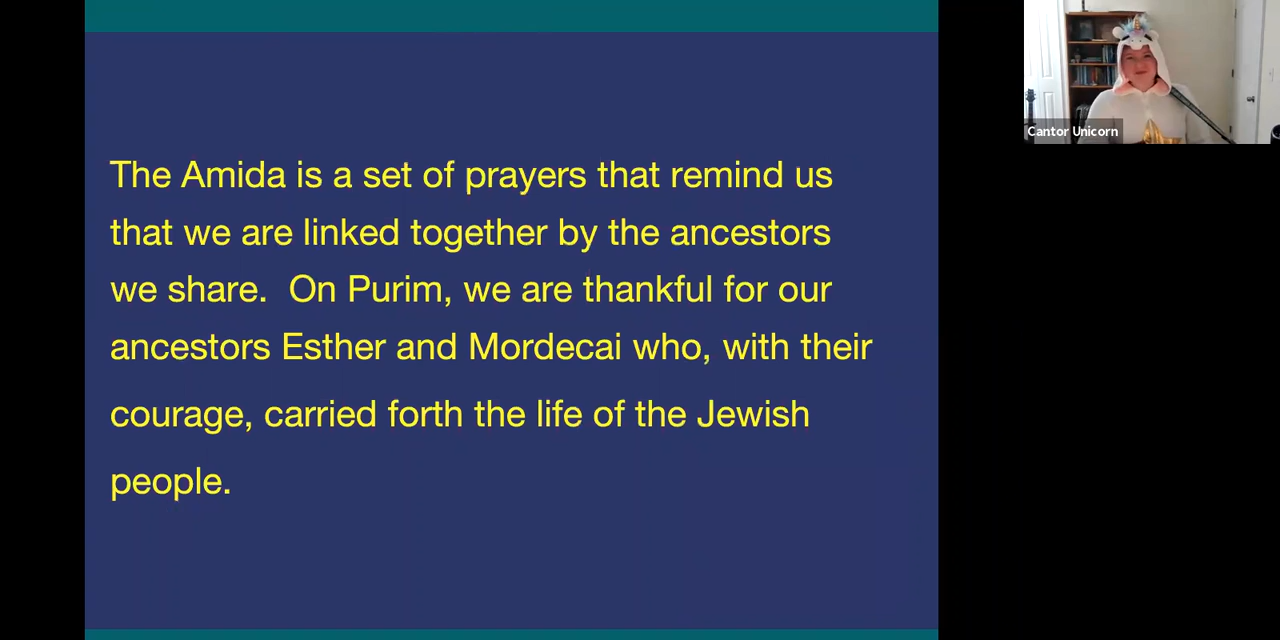 The Amida is a set of prayers that remind us
that we are linked together by the ancestors
we share.  On Purim, we are thankful for our
ancestors Esther and Mordecai who, with their
courage, carried forth the life of the Jewish
people.
Cantor Unicorn